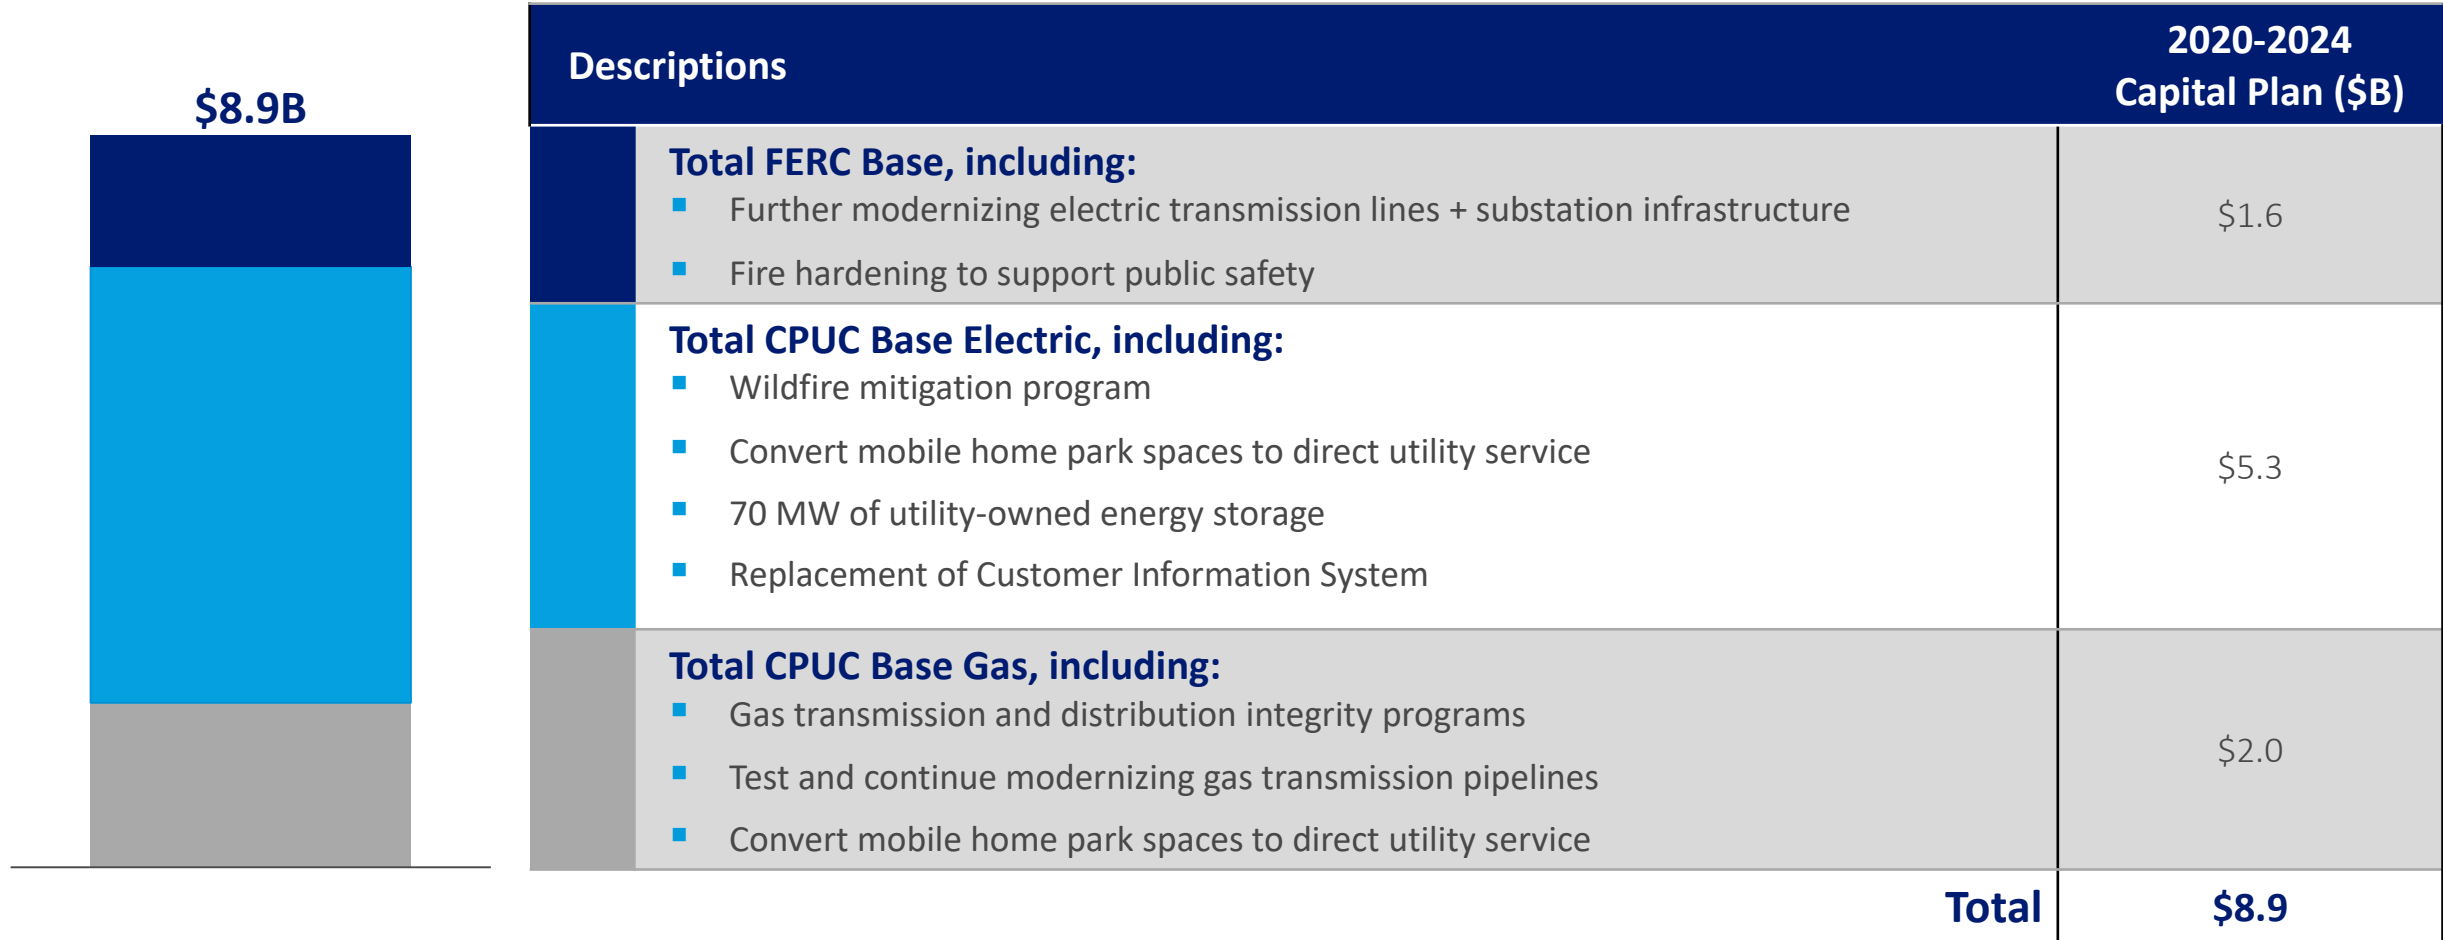 $8.9B
Descriptions
2020-2024
Capital Plan ($B)
Total FERC Base, including:
▪ Further modernizing electric transmission lines + substation infrastructure
▪ Fire hardening to support public safety
$1.6
Total CPUC Base Electric, including:
▪ Wildfire mitigation program
▪ Convert mobile home park spaces to direct utility service
▪ 70 MW of utility-owned energy storage
▪ Replacement of Customer Information System
$5.3
Total CPUC Base Gas, including:
▪ Gas transmission and distribution integrity programs
▪ Test and continue modernizing gas transmission pipelines
▪ Convert mobile home park spaces to direct utility service
$2.0
Total $8.9